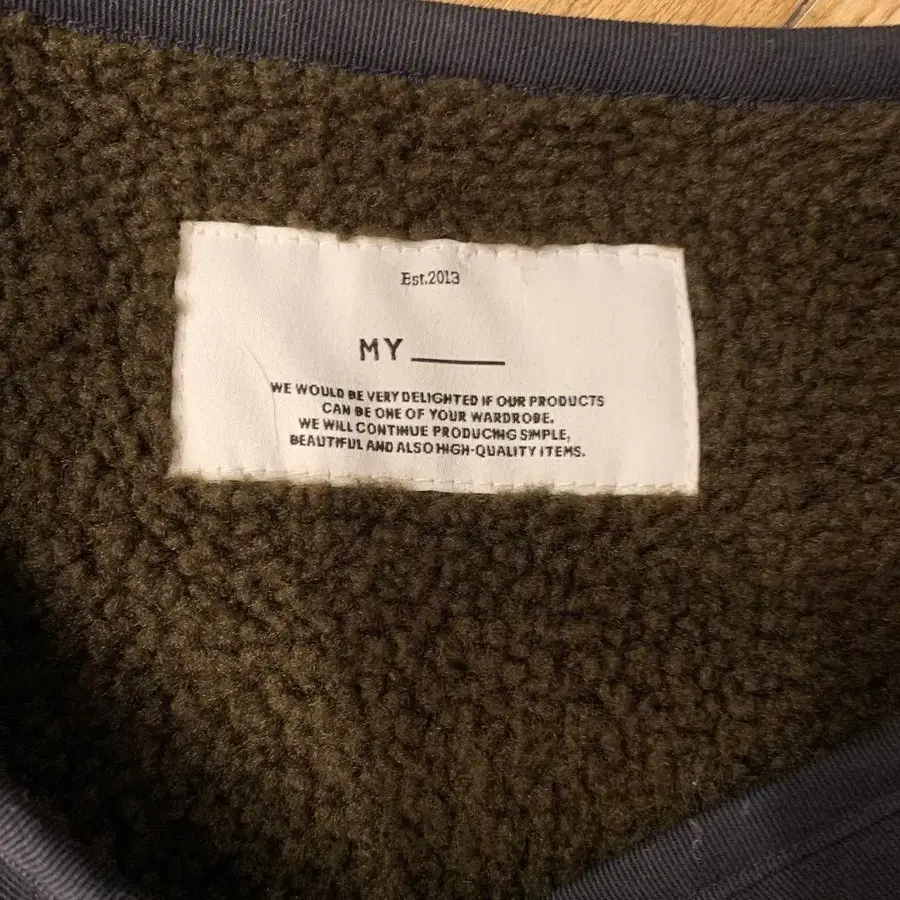 Est.2013
MY______
WE WOULD BE VERY DELIGHTED IF OUR PRODUCTS
CAN BE ONE OF YOUR WARDROBE.
WE WILL CONTINUE PRODUCING SIMPLE,
BEAUTIFUL AND ALSO HIGH-QUALITY ITEMS.